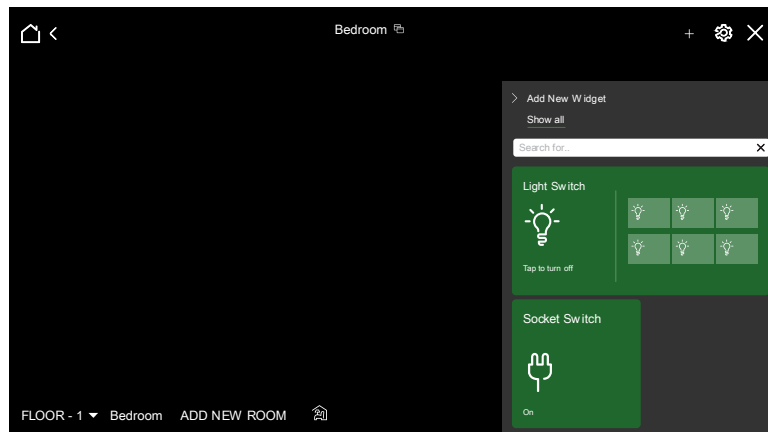 Bedroom
+
Add New Widget
Show all
Search for..
Light Switch
Tap to turn off
Socket Switch
On
FLOOR - 1 Bedroom ADD NEW ROOM